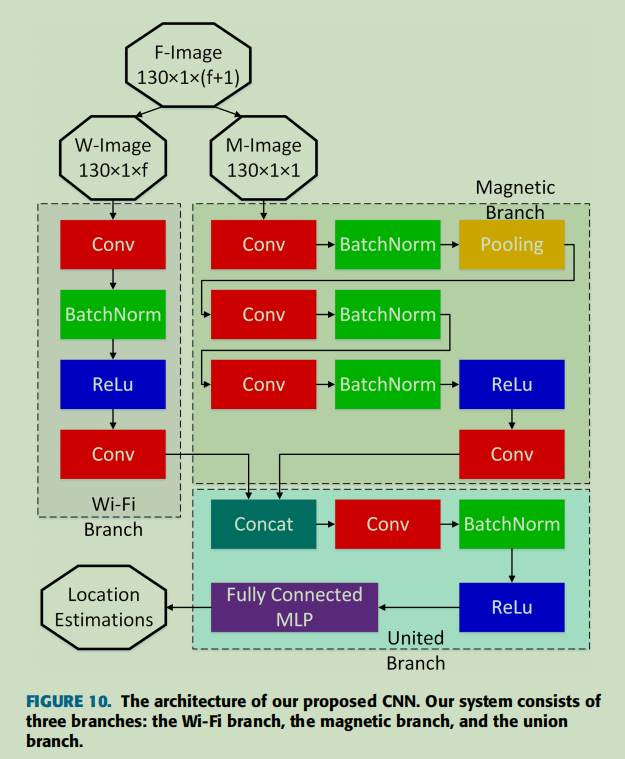 F-Image
130×1×(f+1)
W-Image
130×1×f
M-Image
130×1×1
Magnetic
Branch
Conv
Conv
BatchNorm
Pooling
BatchNorm
Conv
BatchNorm
ReLu
Conv
BatchNorm
ReLu
Conv
Conv
Wi-Fi
Branch
Concat
Conv
BatchNorm
Location
Estimations
Fully Connected
MLP
ReLu
United
Branch
FIGURE 10. The architecture of our proposed CNN. Our system consists of
three branches: the Wi-Fi branch, the magnetic branch, and the union
branch.